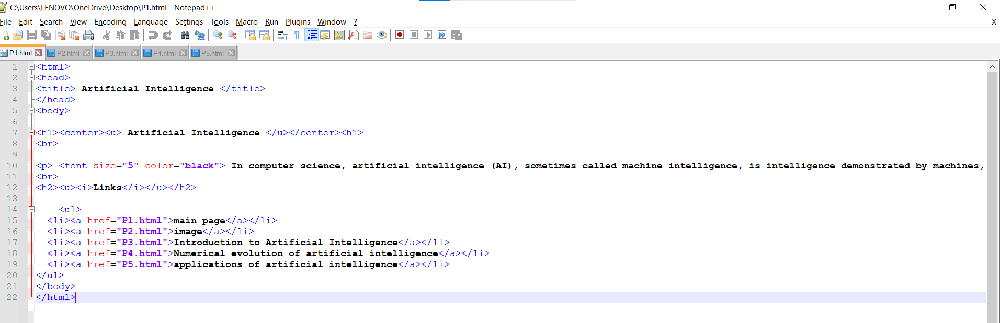 C:\Users\LENOVO\OneDrive\Desktop\P1.html - Notepad++
File Edit Search View Encoding Language Settings Tools Macro Run Plugins Window ? X
P1.html P2.html P3.html P4.html P5.html
1 <html>
2 <head>
3 <title> Artificial Intelligence </title>
4 </head>
5 <body>
6
7 <h1><center><u> Artificial Intelligence </u></center><h1>
8 <br>
9
10 <p> <font size="5" color="black"> In computer science, artificial intelligence (AI), sometimes called machine intelligence, is intelligence demonstrated by machines,
11 <br>
12 <h2><u><i>Links</i></u></h2>
13
14 <ul>
15 <li><a href="P1.html">main page</a></li>
16 <li><a href="P2.html">image</a></li>
17 <li><a href="P3.html">Introduction to Artificial Intelligence</a></li>
18 <li><a href="P4.html">Numerical evolution of artificial intelligence</a></li>
19 <li><a href="P5.html">applications of artificial intelligence</a></li>
20 </ul>
21 </body>
22 </html>